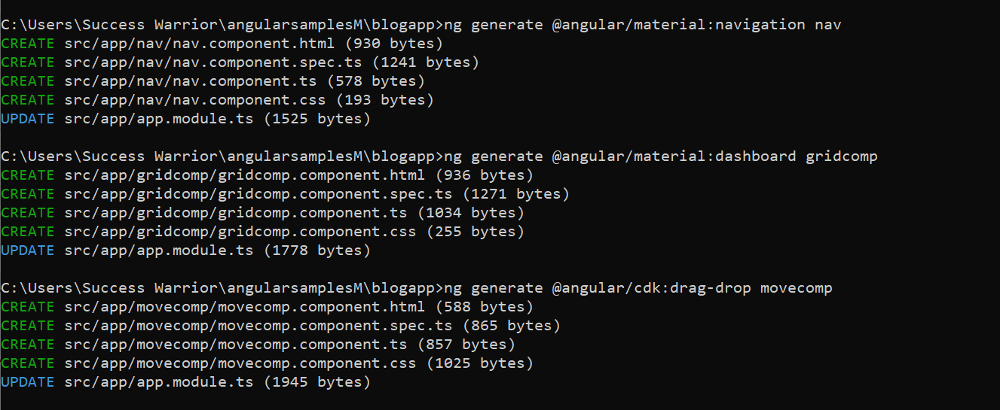 C:\Users\Success Warrior\angularsamplesM\blogapp>ng generate @angular/material:navigation nav
CREATE src/app/nav/nav.component.html (930 bytes)
CREATE src/app/nav/nav.component.spec.ts (1241 bytes)
CREATE src/app/nav/nav.component.ts (578 bytes)
CREATE src/app/nav/nav.component.css (193 bytes)
UPDATE src/app/app.module.ts (1525 bytes)
C:\Users\Success Warrior\angularsamplesM\blogapp>ng generate @angular/material:dashboard gridcomp
CREATE src/app/gridcomp/gridcomp.component.html (936 bytes)
CREATE src/app/gridcomp/gridcomp.component.spec.ts (1271 bytes)
CREATE src/app/gridcomp/gridcomp.component.ts (1034 bytes)
CREATE src/app/gridcomp/gridcomp.component.css (255 bytes)
UPDATE src/app/app.module.ts (1778 bytes)
C:\Users\Success Warrior\angularsamplesM\blogapp>ng generate @angular/cdk:drag-drop movecomp
CREATE src/app/movecomp/movecomp.component.html (588 bytes)
CREATE src/app/movecomp/movecomp.component.spec.ts (865 bytes)
CREATE src/app/movecomp/movecomp.component.ts (857 bytes)
CREATE src/app/movecomp/movecomp.component.css (1025 bytes)
UPDATE src/app/app.module.ts (1945 bytes)